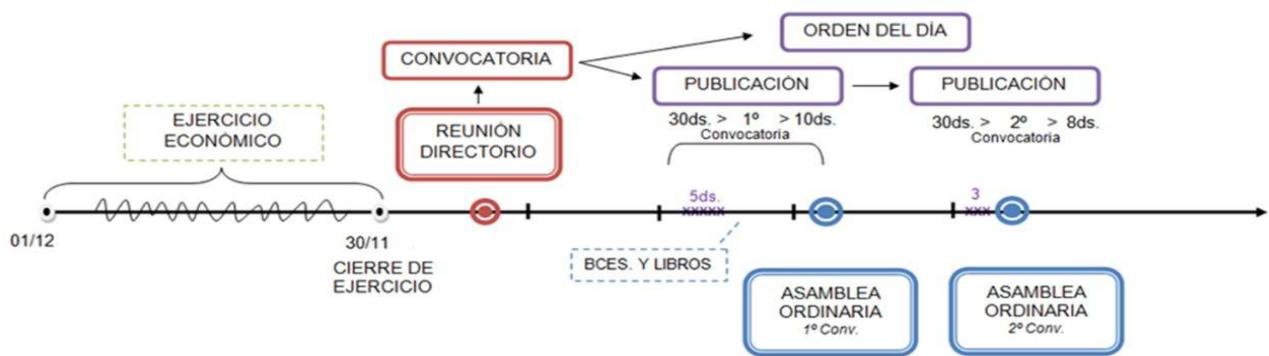 ORDEN DEL DÍA
CONVOCATORIA
PUBLICACIÓN
PUBLICACIÓN
30ds. > 1º > 10ds.
Convocatoria
30ds. > 2º > 8ds.
Convocatoria
EJERCICIO
ECONÓMICO
REUNIÓN
DIRECTORIO
5ds.
xxxxx
3
xxx
01/12
30/11
CIERRE DE
EJERCICIO
BCES. Y LIBROS
ASAMBLEA
ORDINARIA
1º Conv.
ASAMBLEA
ORDINARIA
2º Conv.